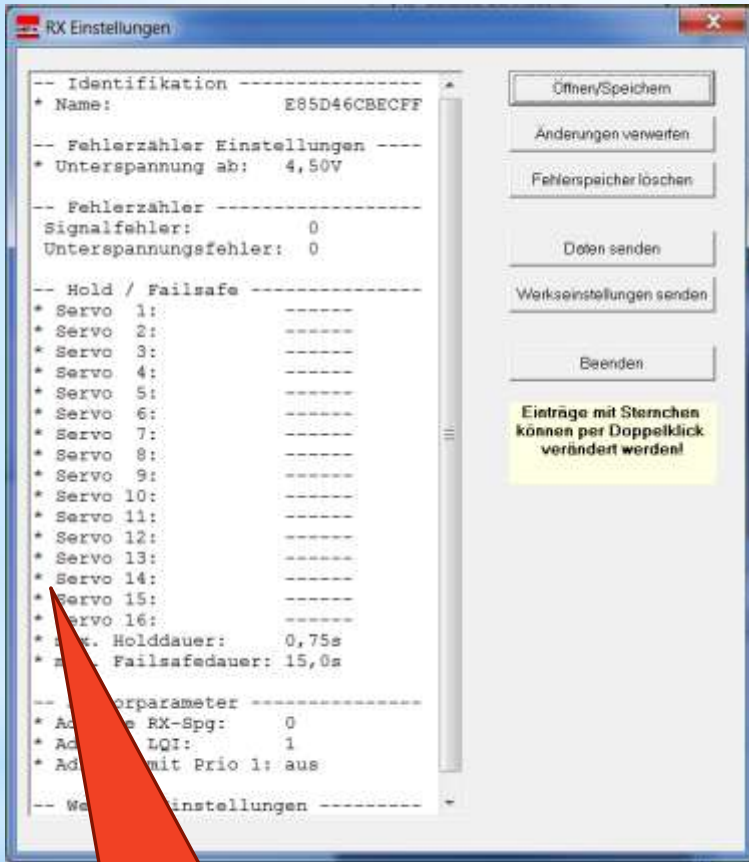 RX Einstellungen
-- Identifikation ----------------
* Name: E85D46CBECFF
-- Fehlerzähler Einstellungen ----
* Unterspannung ab: 4,50V
-- Fehlerzähler ------------------
Signalfehler: 0
Unterspannungsfehler: 0
-- Hold / Failsafe ---------------
* Servo 1: ------
* Servo 2: ------
* Servo 3: ------
* Servo 4: ------
* Servo 5: ------
* Servo 6: ------
* Servo 7: ------
* Servo 8: ------
* Servo 9: ------
* Servo 10: ------
* Servo 11: ------
* Servo 12: ------
* Servo 13: ------
* Servo 14: ------
* Servo 15: ------
* Servo 16: ------
* Holddauer: 0,75s
* Failsafedauer: 15,0s
-- ---------------
* RX-Spg: 0
* LQI: 1
* mit Prio 1: aus
-- ---------
Öffnen/Speichern
Änderungen verwerfen
Fehlerspeicher löschen
Daten senden
Werkseinstellungen senden
Beenden
Einträge mit Sternchen
können per Doppelklick
verändert werden!